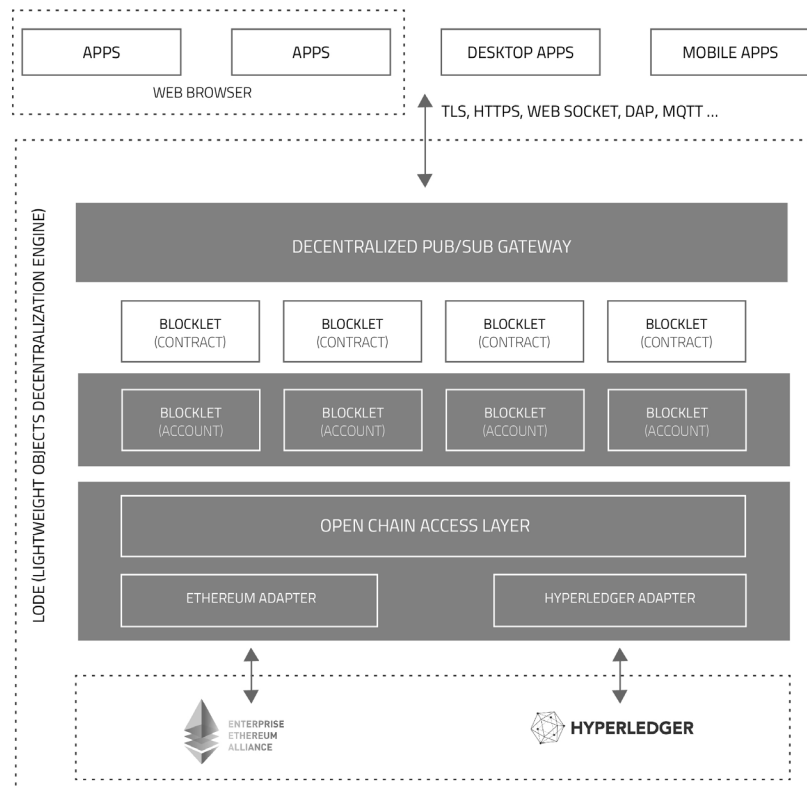 APPS
APPS
DESKTOP APPS
MOBILE APPS
WEB BROWSER
TLS, HTTPS, WEB SOCKET, DAP, MQTT ...
LODE (LIGHTWEIGHT OBJECTS DECENTRALIZATION ENGINE)
DECENTRALIZED PUB/SUB GATEWAY
BLOCKLET
(CONTRACT)
BLOCKLET
(CONTRACT)
BLOCKLET
(CONTRACT)
BLOCKLET
(CONTRACT)
BLOCKLET
(ACCOUNT)
BLOCKLET
(ACCOUNT)
BLOCKLET
(ACCOUNT)
BLOCKLET
(ACCOUNT)
OPEN CHAIN ACCESS LAYER
ETHEREUM ADAPTER
HYPERLEDGER ADAPTER
ENTERPRISE
ETHEREUM
ALLIANCE
HYPERLEDGER